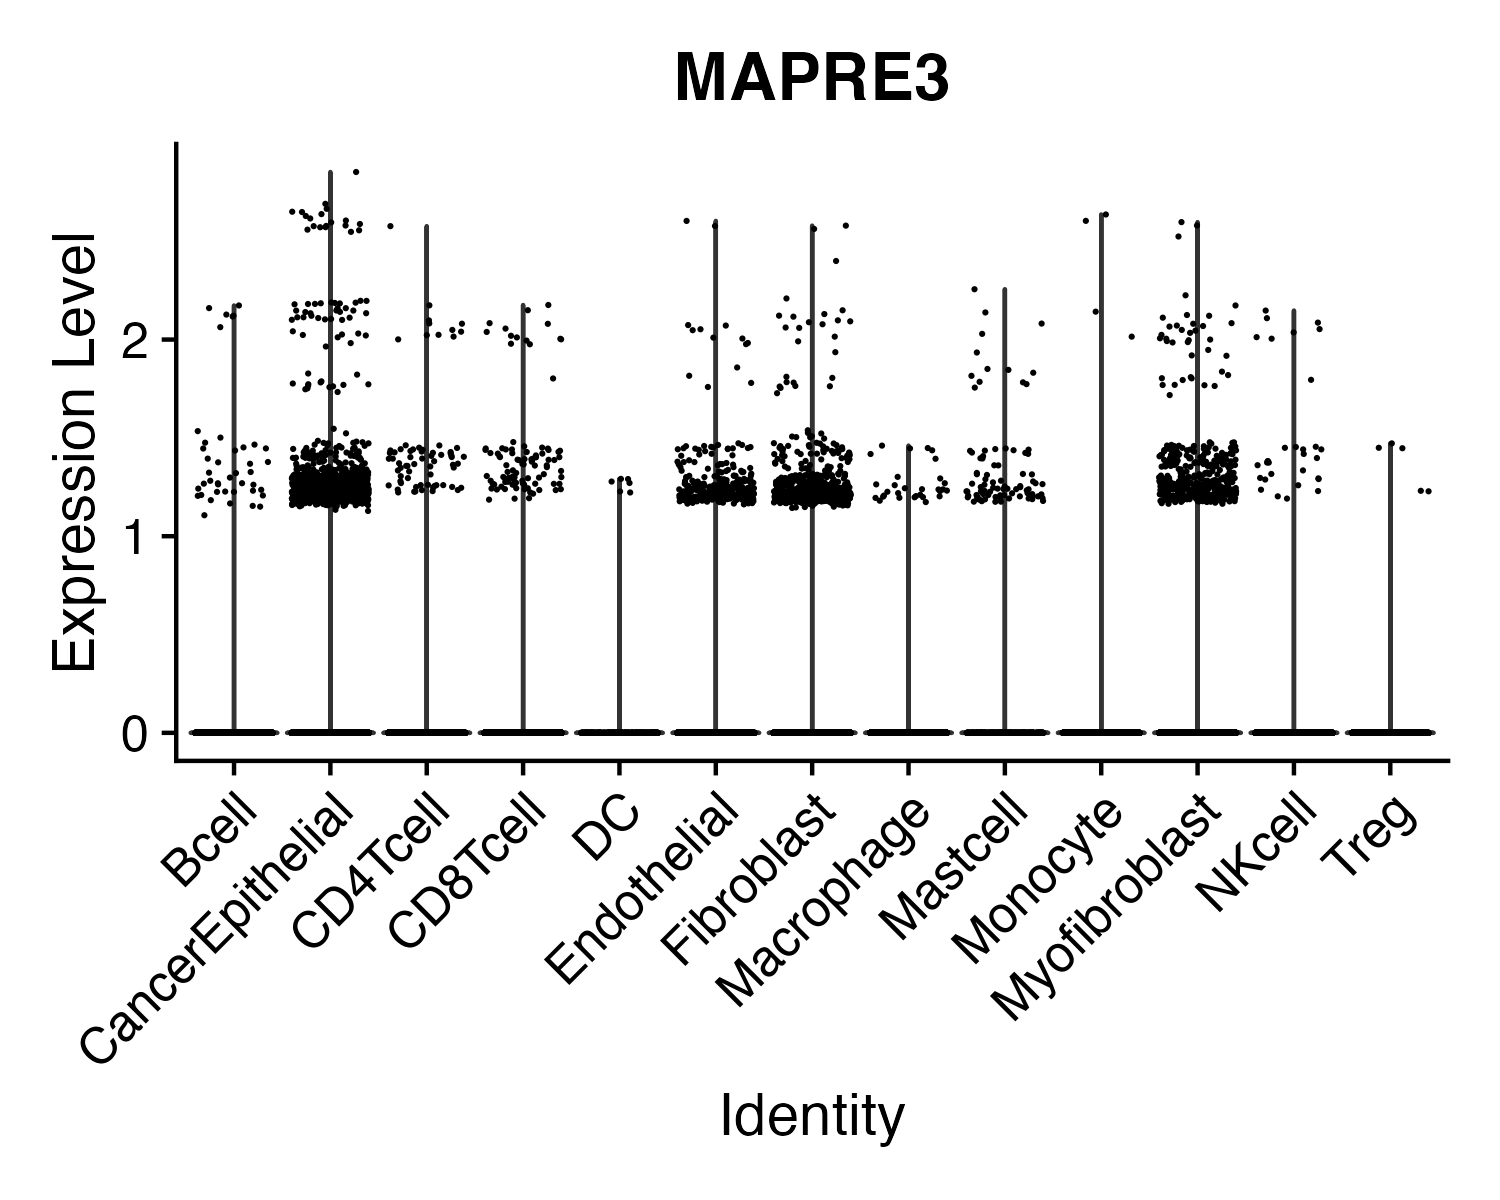 MAPRE3
Expression Level
2
1
0
Bcell
CancerEpithelial
CD4Tcell
CD8Tcell
DC
Endothelial
Fibroblast
Macrophage
Mastcell
Monocyte
Myofibroblast
NKcell
Treg
Identity